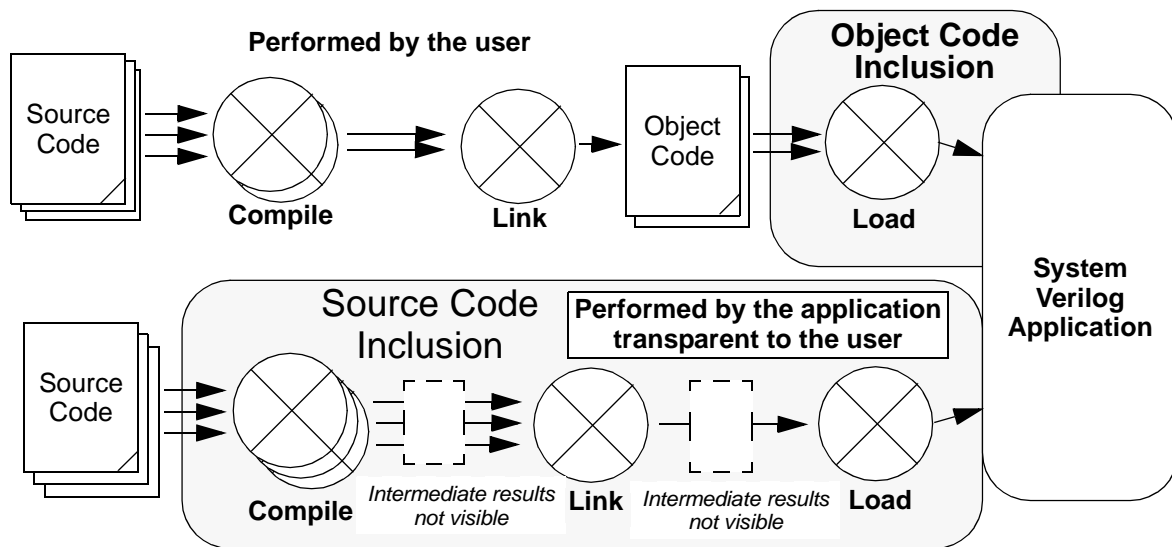 Performed by the user
Object Code
Inclusion
Source
Code
Object
Code
Compile
Link
Load
System
Verilog
Application
Source Code
Inclusion
Performed by the application
transparent to the user
Source
Code
Compile
Intermediate results
not visible
Link
Intermediate results
not visible
Load